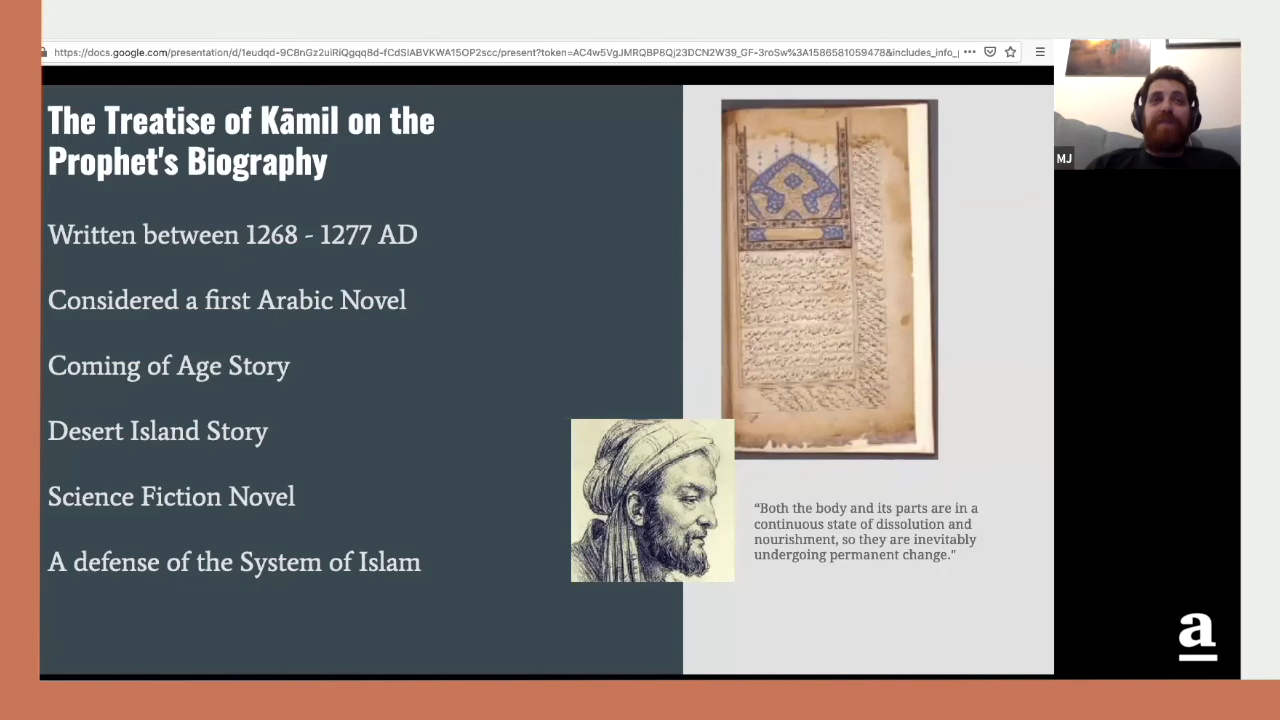 https://docs.google.com/presentation/d/1eudqd-9C8nGz2uiRiQgqq8d-fCdSIABVKWA15OP2scc/present?token=AC4w5VgJMRQBP8Qj23DCN2W39_GF-3roSw%3A1586581059478&includes_info_
The Treatise of Kāmil on the
Prophet's Biography
MJ
Written between 1268 - 1277 AD
Considered a first Arabic Novel
Coming of Age Story
Desert Island Story
Science Fiction Novel
A defense of the System of Islam
“Both the body and its parts are in a
continuous state of dissolution and
nourishment, so they are inevitably
undergoing permanent change."
a